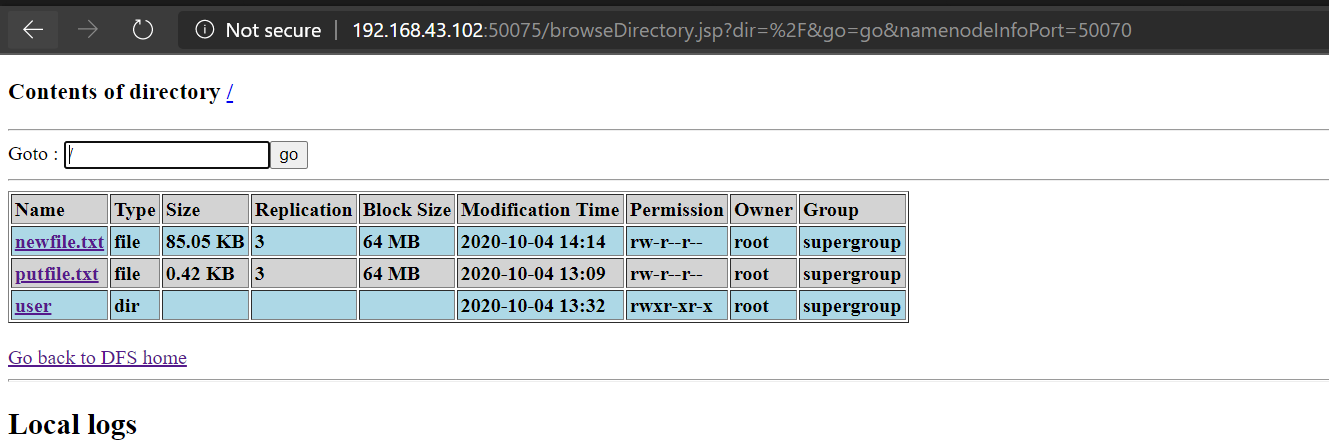 Not secure | 192.168.43.102:50075/browseDirectory.jsp?dir=%2F&go=go&namenodeInfoPort=50070
Contents of directory /
Goto : / go
Name Type Size Replication Block Size Modification Time Permission Owner Group
newfile.txt file 85.05 KB 3 64 MB 2020-10-04 14:14 rw-r--r-- root supergroup
putfile.txt file 0.42 KB 3 64 MB 2020-10-04 13:09 rw-r--r-- root supergroup
user dir 2020-10-04 13:32 rwxr-xr-x root supergroup
Go back to DFS home
Local logs